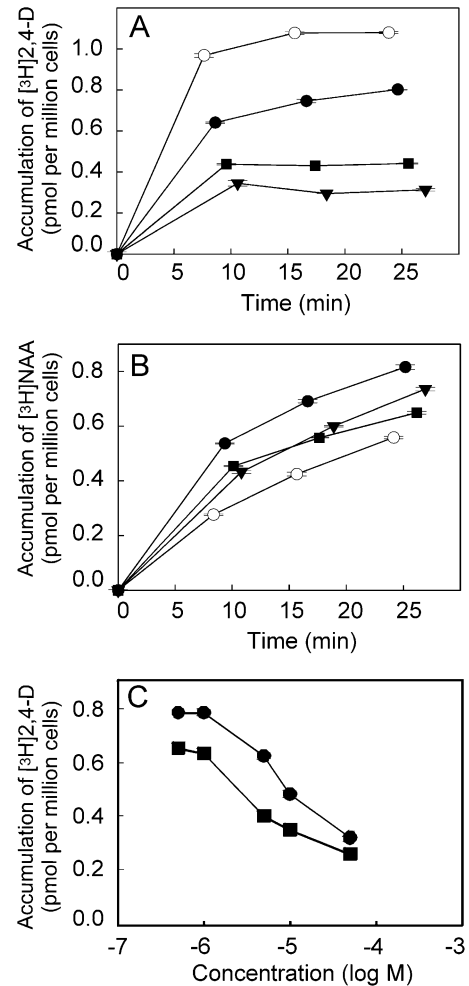 A
Accumulation of [³H]2,4-D
(pmol per million cells)
1.0
0.8
0.6
0.4
0.2
0.0
0 5 10 15 20 25
Time (min)
B
Accumulation of [³H]NAA
(pmol per million cells)
0.8
0.6
0.4
0.2
0.0
0 5 10 15 20 25
Time (min)
C
Accumulation of [³H]2,4-D
(pmol per million cells)
0.8
0.6
0.4
0.2
0.0
-7 -6 -5 -4 -3
Concentration (log M)